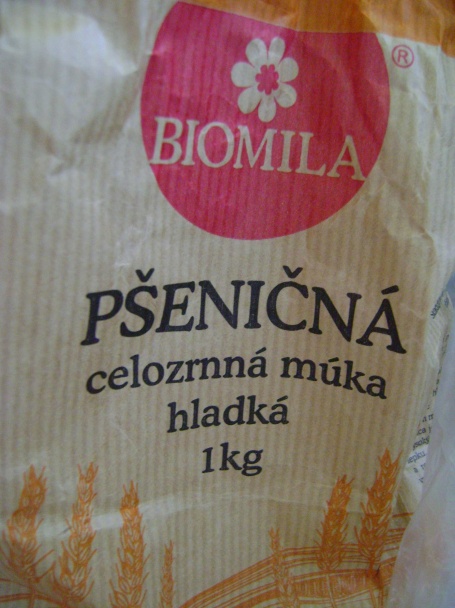 BIOMILA
®
PŠENIČNÁ
celozrnná múka
hladká
1kg